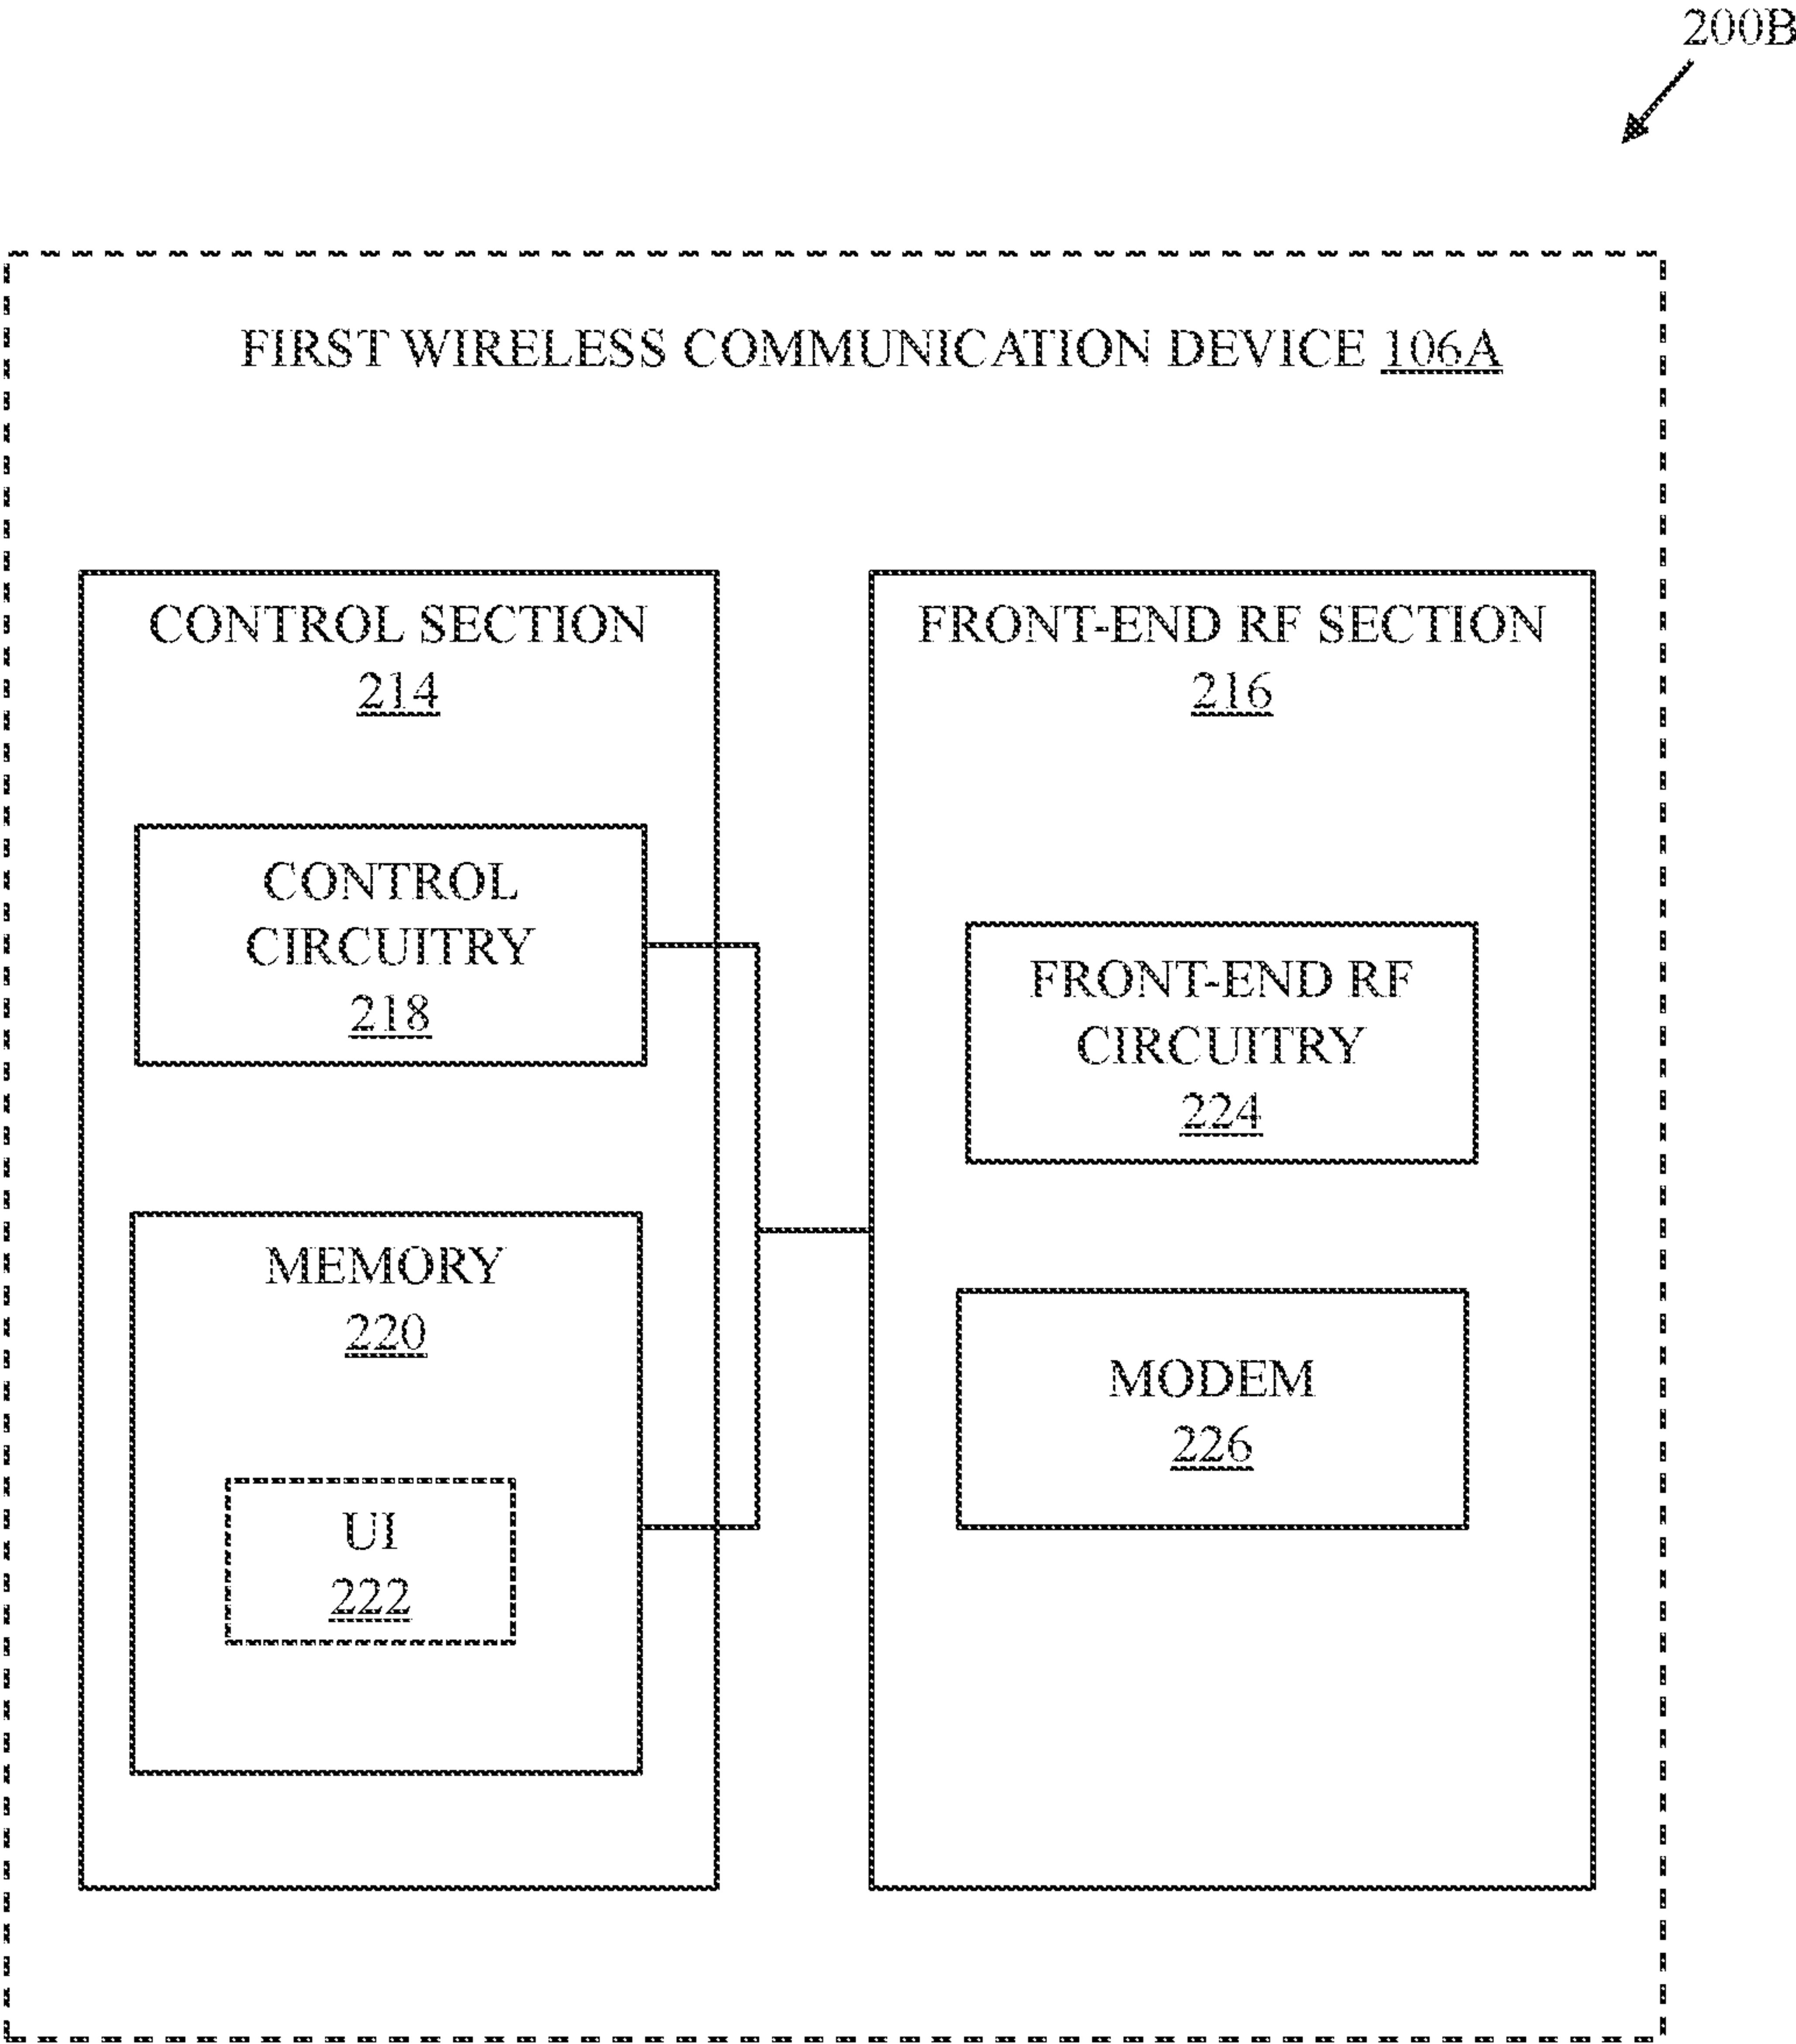 200B
FIRST WIRELESS COMMUNICATION DEVICE 106A
CONTROL SECTION
214
CONTROL
CIRCUITRY
218
MEMORY
220
UI
222
FRONT-END RF SECTION
216
FRONT-END RF
CIRCUITRY
224
MODEM
226